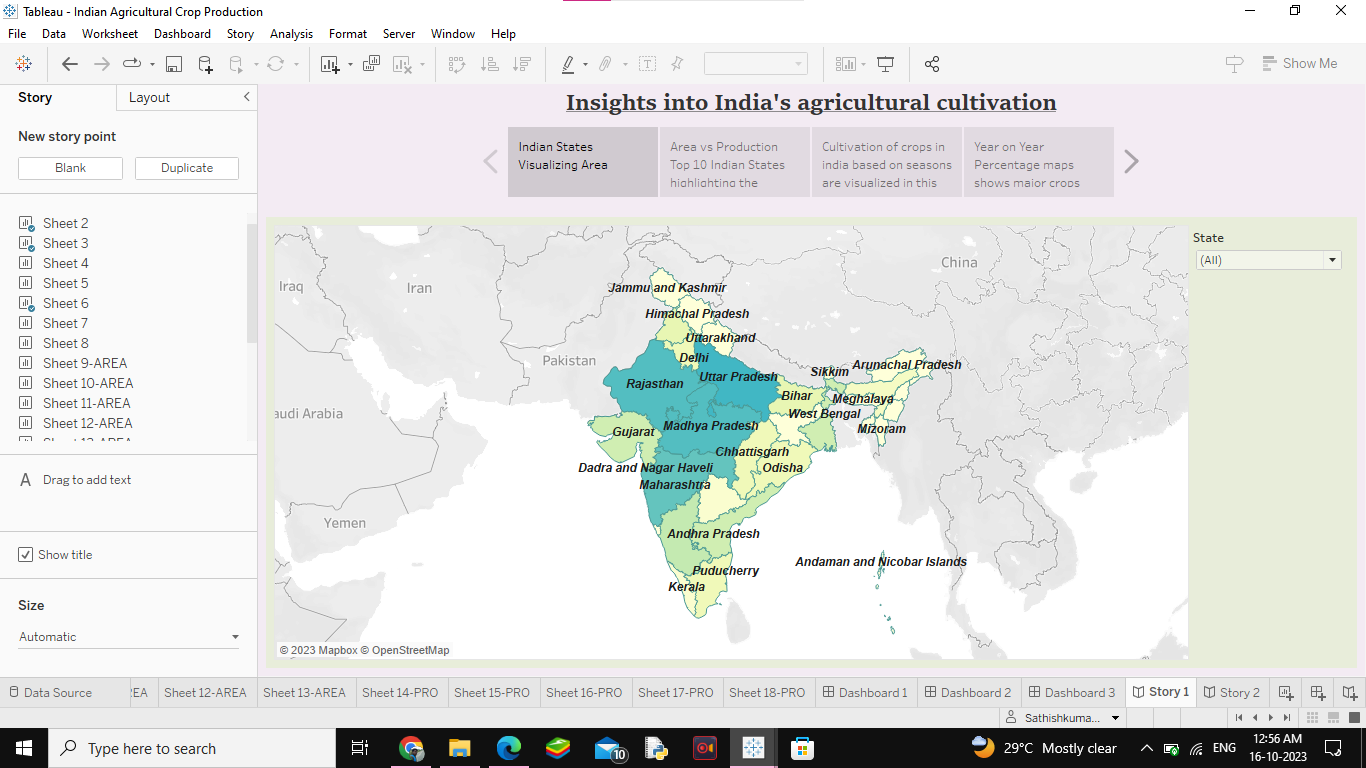 Tableau - Indian Agricultural Crop Production
File Data Worksheet Dashboard Story Analysis Format Server Window Help
Show Me
Story Layout
New story point
Blank Duplicate
Sheet 2
Sheet 3
Sheet 4
Sheet 5
Sheet 6
Sheet 7
Sheet 8
Sheet 9-AREA
Sheet 10-AREA
Sheet 11-AREA
Sheet 12-AREA
Sheet 13-AREA
A Drag to add text
Show title
Size
Automatic
Insights into India's agricultural cultivation
Indian States
Visualizing Area
Area vs Production
Top 10 Indian States
highlighting the
Cultivation of crops in
india based on seasons
are visualized in this
Year on Year
Percentage maps
shows major crops
State
(All)
China
Iraq
Iran
Jammu and Kashmir
Himachal Pradesh
Uttarakhand
Pakistan
Delhi
Arunachal Pradesh
Sikkim
Uttar Pradesh
Rajasthan
Bihar
Meghalaya
audi Arabia
West Bengal
Madhya Pradesh
Mizoram
Gujarat
Chhattisgarh
Dadra and Nagar Haveli
Odisha
Maharashtra
Yemen
Andhra Pradesh
Andaman and Nicobar Islands
Puducherry
Kerala
© 2023 Mapbox © OpenStreetMap
Data Source EA Sheet 12-AREA Sheet 13-AREA Sheet 14-PRO Sheet 15-PRO Sheet 16-PRO Sheet 17-PRO Sheet 18-PRO Dashboard 1 Dashboard 2 Dashboard 3 Story 1 Story 2
Sathishkuma...
Type here to search
10
29°C Mostly clear
ENG
12:56 AM
16-10-2023